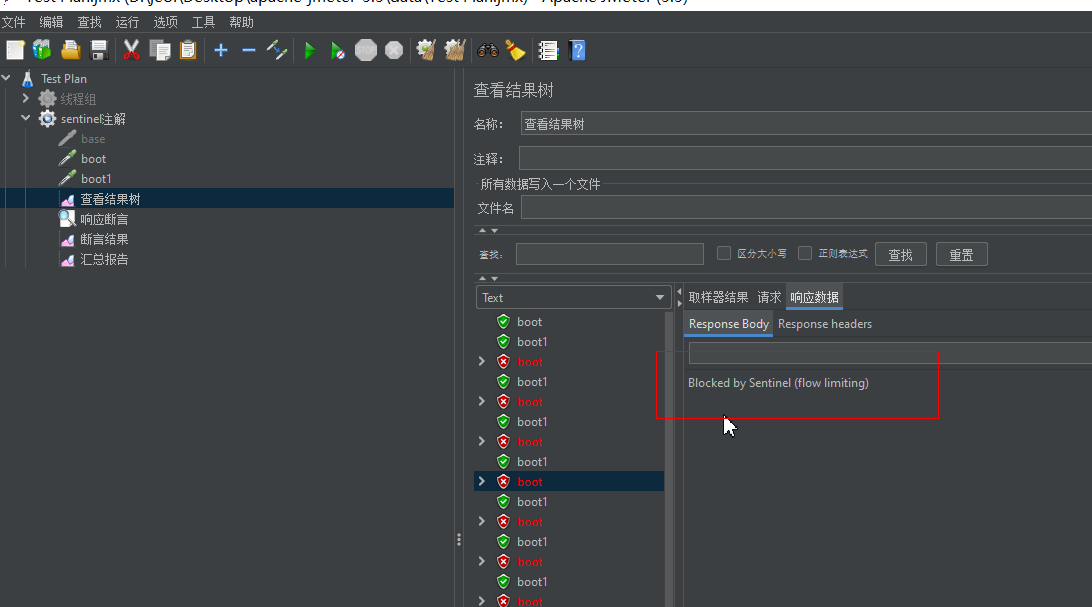 文件 编辑 查找 运行 选项 工具 帮助
Test Plan
线程组
sentinel注解
base
boot
boot1
查看结果树
响应断言
断言结果
汇总报告
查看结果树
名称： 查看结果树
注释：
所有数据写入一个文件
文件名
查找： 区分大小写 正则表达式 查找 重置
Text
取样器结果 请求 响应数据
Response Body Response headers
Blocked by Sentinel (flow limiting)
boot
boot1
boot
boot1
boot
boot1
boot
boot1
boot
boot1
boot
boot1
boot
boot1
boot